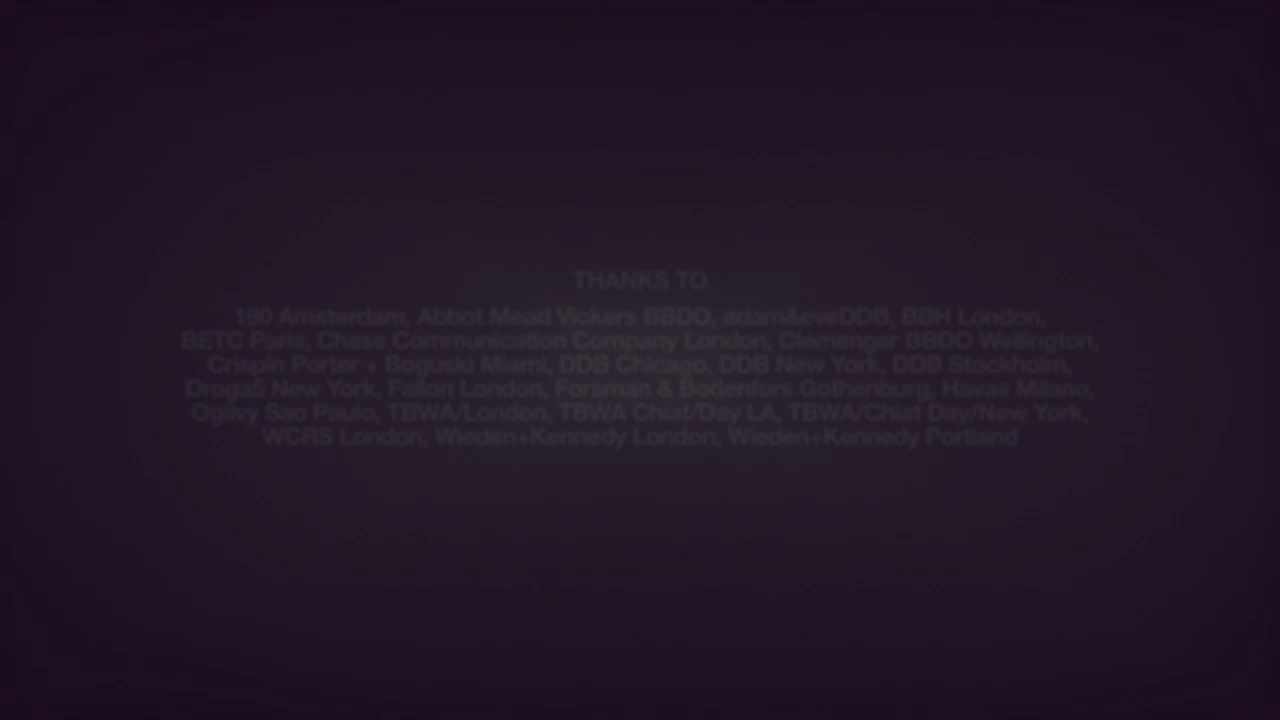 THANKS TO
180 Amsterdam, Abbot Mead Vickers BBDO, adam&eveDDB, BBH London,
BETC Paris, Chase Communication Company London, Clemenger BBDO Wellington,
Crispin Porter + Boguski Miami, DDB Chicago, DDB New York, DDB Stockholm,
Droga5 New York, Fallon London, Forsman & Bodenfors Gothenburg, Havas Milano,
Ogilvy Sao Paulo, TBWA/London, TBWA Chiat/Day LA, TBWA/Chiat Day/New York,
WCRS London, Wieden+Kennedy London, Wieden+Kennedy Portland